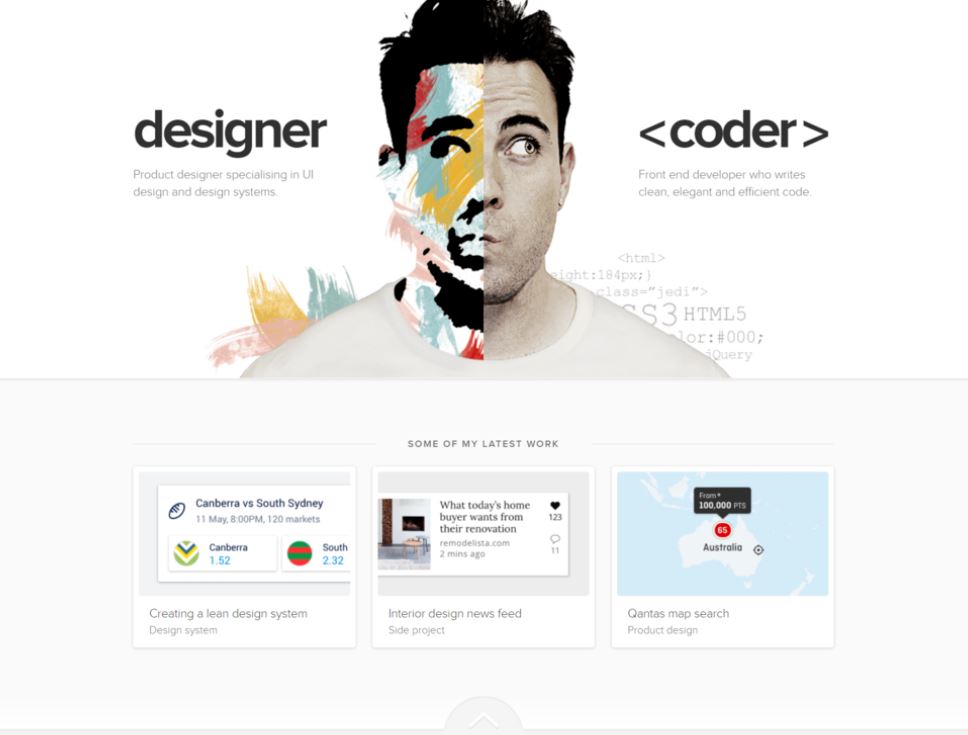 designer
Product designer specialising in UI
design and design systems.
<coder>
Front end developer who writes
clean, elegant and efficient code.
<html>
eight:184px;}
class="jedi">
SS3 HTML5
lor:#000;
jQuery
SOME OF MY LATEST WORK
Canberra vs South Sydney
11 May, 8:00PM, 120 markets
Canberra
1.52
South
2.32
Creating a lean design system
Design system
What today's home
buyer wants from
their renovation
remodelista.com
2 mins ago
123
11
Interior design news feed
Side project
From*
100,000 PTS
65
Australia
Qantas map search
Product design